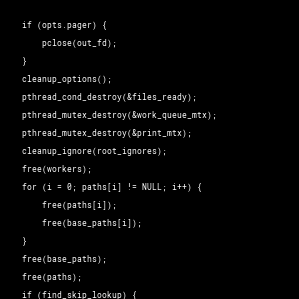 if (opts.pager) {
    pclose(out_fd);
}
cleanup_options();
pthread_cond_destroy(&files_ready);
pthread_mutex_destroy(&work_queue_mtx);
pthread_mutex_destroy(&print_mtx);
cleanup_ignore(root_ignores);
free(workers);
for (i = 0; paths[i] != NULL; i++) {
    free(paths[i]);
    free(base_paths[i]);
}
free(base_paths);
free(paths);
if (find_skip_lookup) {